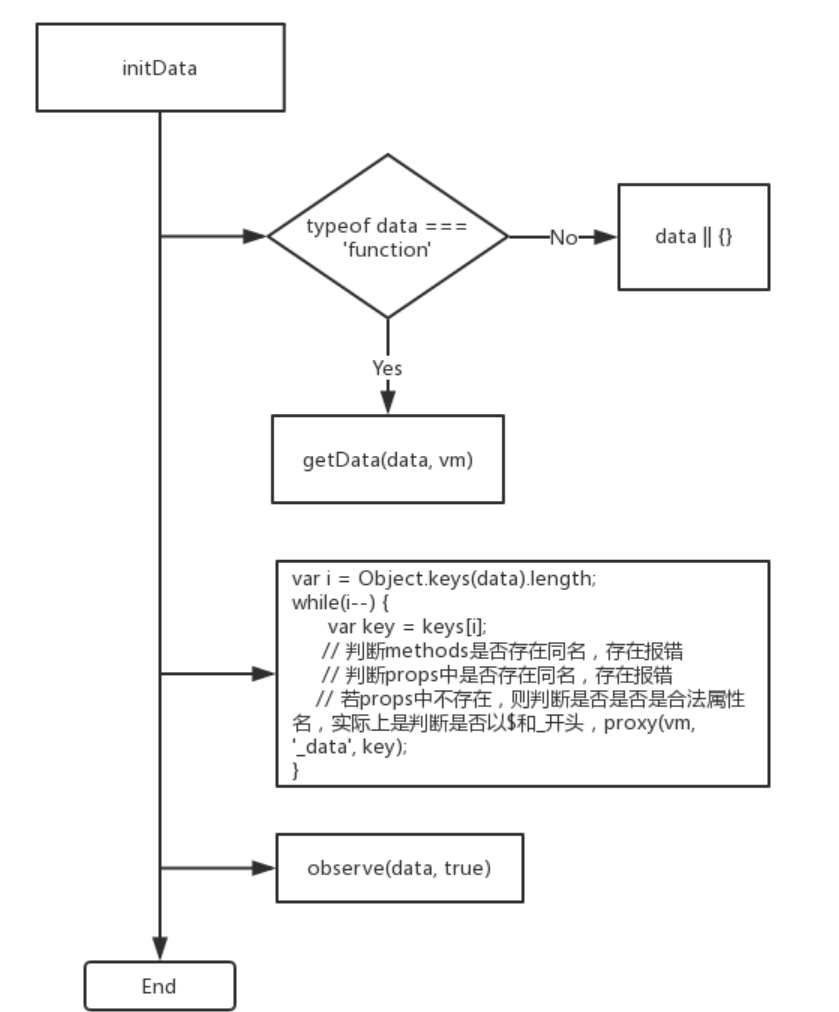 initData
typeof data ===
'function'
No
data || {}
Yes
getData(data, vm)
var i = Object.keys(data).length;
while(i--) {
var key = keys[i];
// 判断methods是否存在同名，存在报错
// 判断props中是否存在同名，存在报错
// 若props中不存在，则判断是否是否是合法属性
名，实际上是判断是否以$和_开头，proxy(vm,
'_data', key);
}
observe(data, true)
End